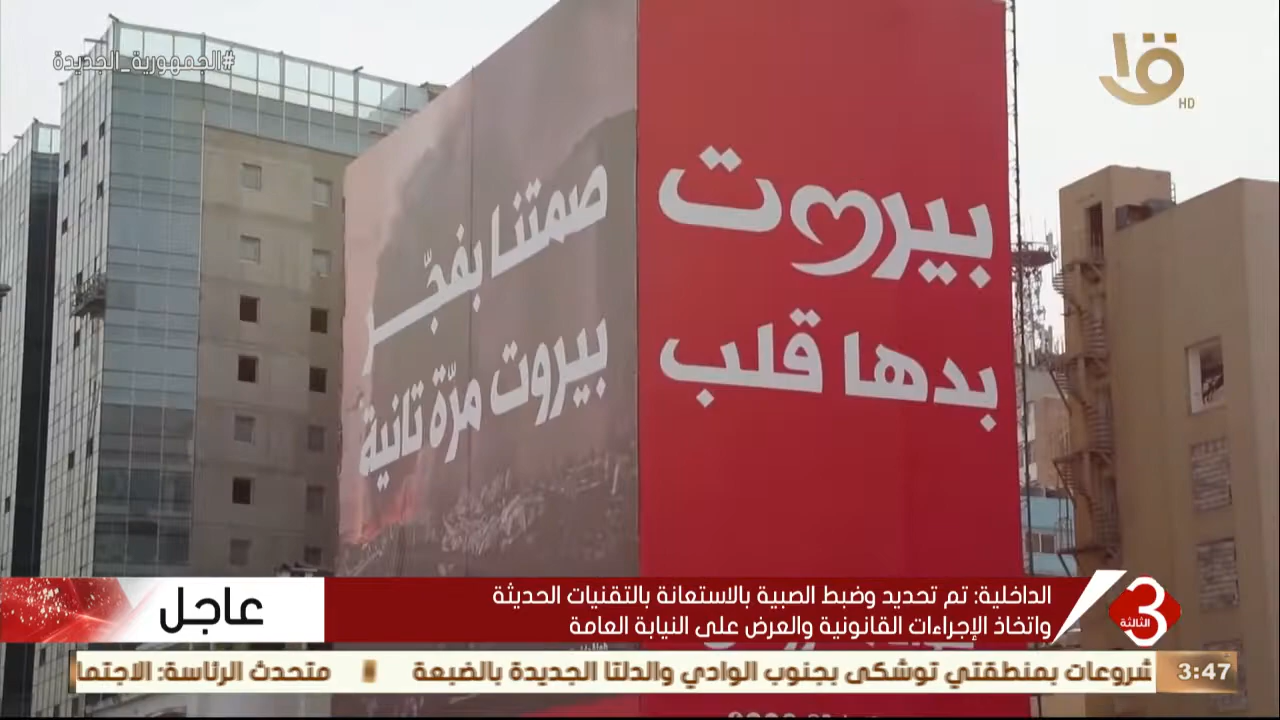 #الجمهورية_الجديدة
HD
صمتنا بفجّر
بيروت مرّة تانية
بيروت
بدها قلب
عاجل
الداخلية: تم تحديد وضبط الصبية بالاستعانة بالتقنيات الحديثة
واتخاذ الإجراءات القانونية والعرض على النيابة العامة
3
الثالثة
شروعات بمنطقتي توشكى بجنوب الوادي والدلتا الجديدة بالضبعة
متحدث الرئاسة: الاجتما
3:47